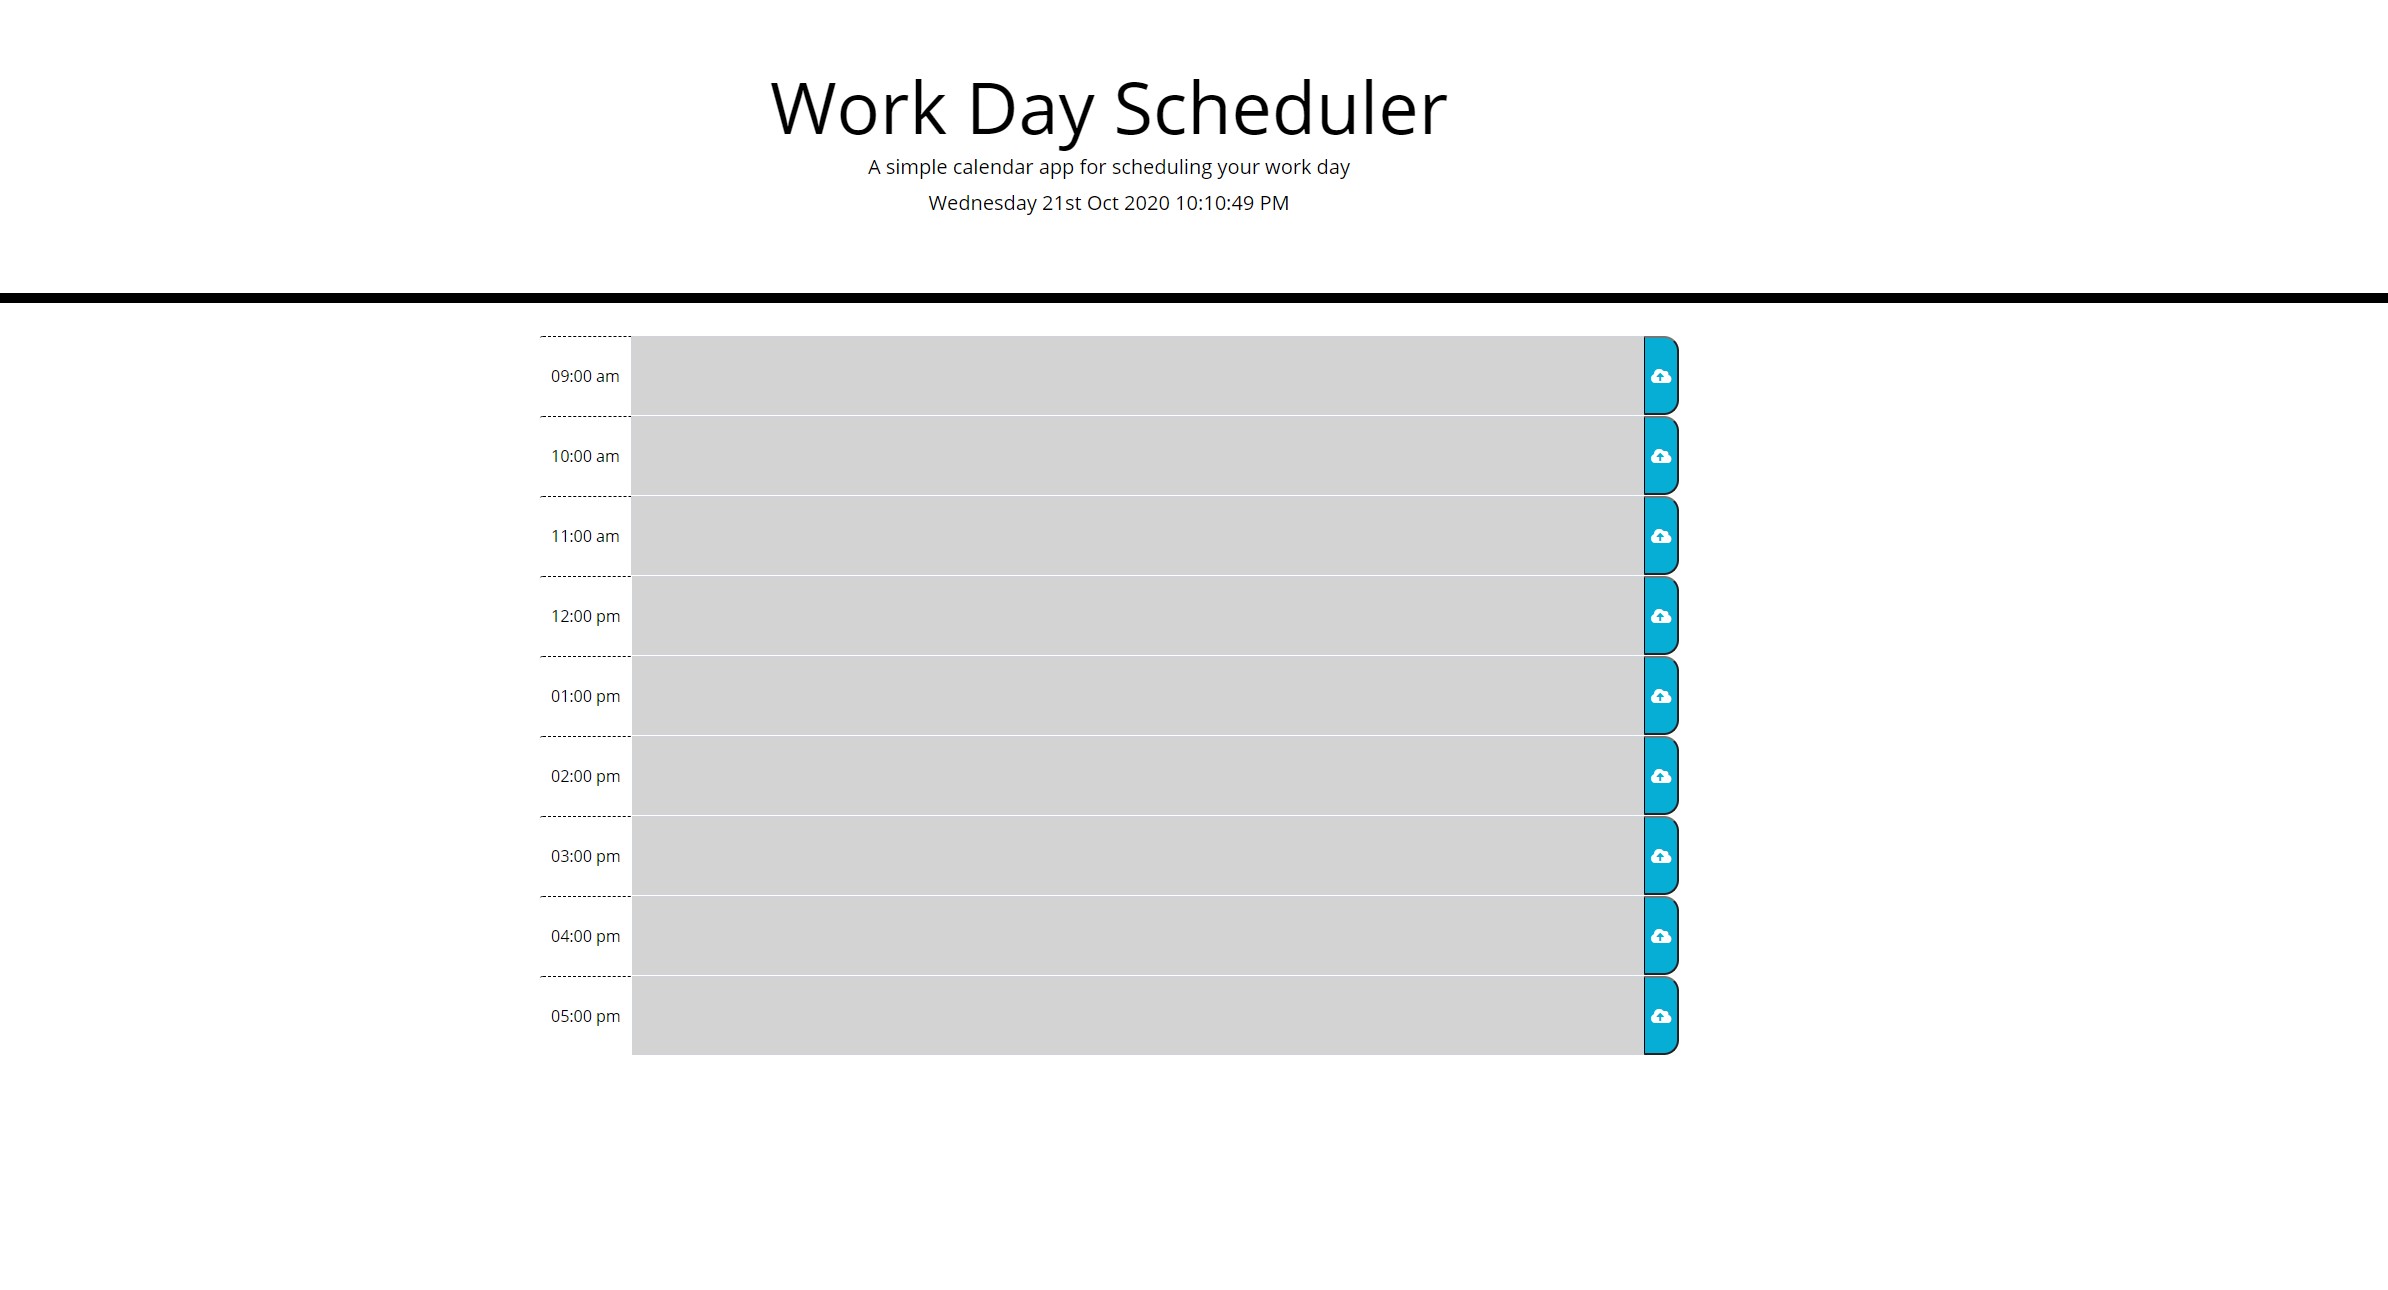 Work Day Scheduler
A simple calendar app for scheduling your work day
Wednesday 21st Oct 2020 10:10:49 PM
09:00 am
10:00 am
11:00 am
12:00 pm
01:00 pm
02:00 pm
03:00 pm
04:00 pm
05:00 pm